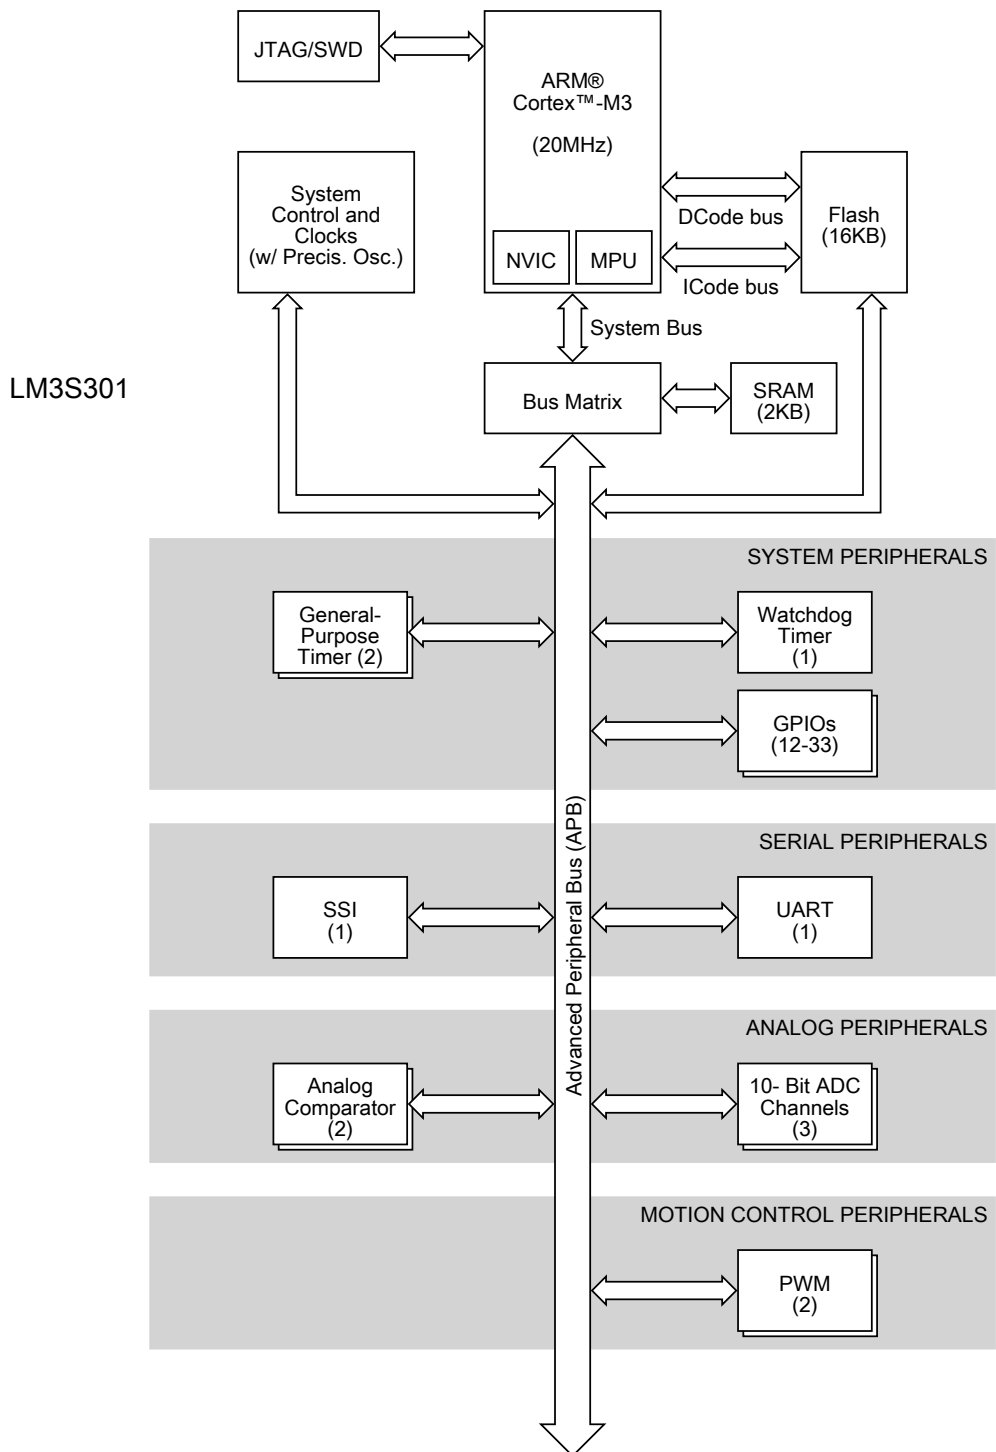 JTAG/SWD
ARM®
Cortex™-M3
(20MHz)
NVIC
MPU
System
Control and
Clocks
(w/ Precis. Osc.)
DCode bus
ICode bus
Flash
(16KB)
System Bus
LM3S301
Bus Matrix
SRAM
(2KB)
SYSTEM PERIPHERALS
General-
Purpose
Timer (2)
Watchdog
Timer
(1)
GPIOs
(12-33)
Advanced Peripheral Bus (APB)
SERIAL PERIPHERALS
SSI
(1)
UART
(1)
ANALOG PERIPHERALS
Analog
Comparator
(2)
10- Bit ADC
Channels
(3)
MOTION CONTROL PERIPHERALS
PWM
(2)